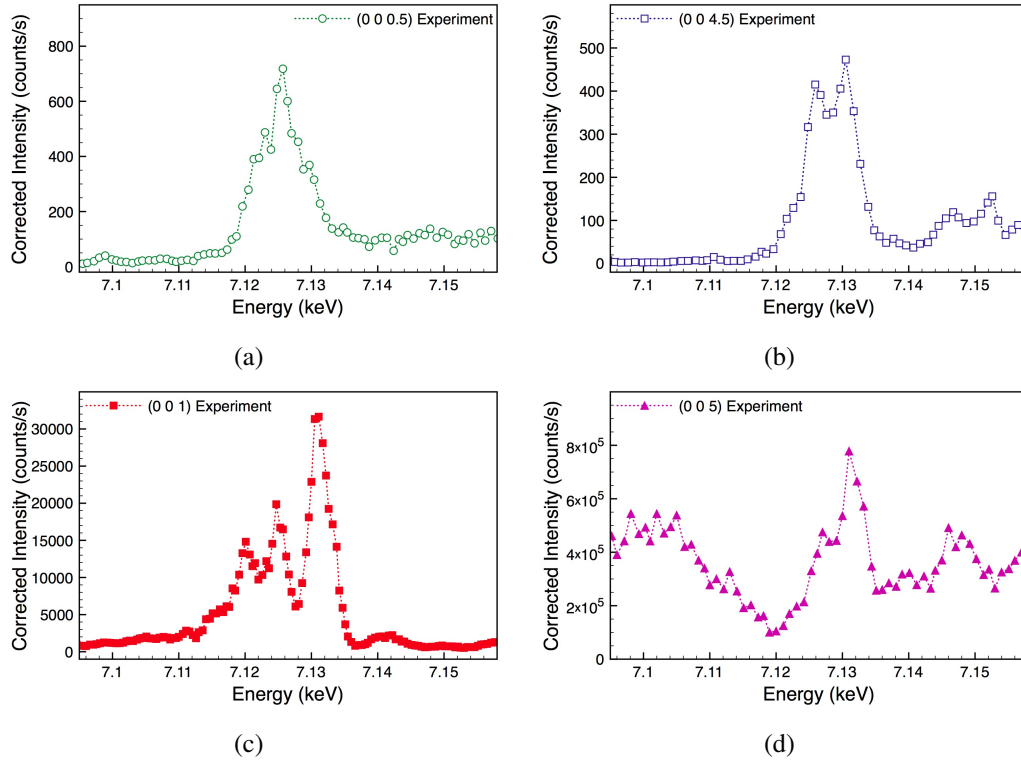 (0 0 0.5) Experiment
Corrected Intensity (counts/s)
800
600
400
200
0
7.1
7.11
7.12
7.13
7.14
7.15
Energy (keV)
(a)
(0 0 4.5) Experiment
Corrected Intensity (counts/s)
500
400
300
200
100
0
7.1
7.11
7.12
7.13
7.14
7.15
Energy (keV)
(b)
(0 0 1) Experiment
Corrected Intensity (counts/s)
30000
25000
20000
15000
10000
5000
0
7.1
7.11
7.12
7.13
7.14
7.15
Energy (keV)
(c)
(0 0 5) Experiment
Corrected Intensity (counts/s)
8×10⁵
6×10⁵
4×10⁵
2×10⁵
0
7.1
7.11
7.12
7.13
7.14
7.15
Energy (keV)
(d)